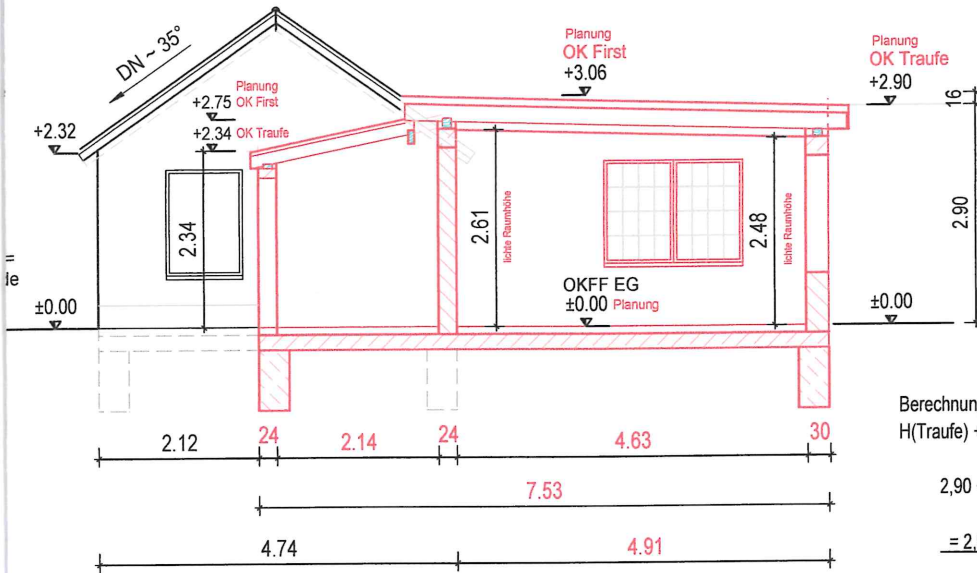 DN ~ 35°
Planung
OK First
+3.06
Planung
OK Traufe
+2.90
16
Planung
+2.75 OK First
+2.32
+2.34 OK Traufe
2.34
2.61
lichte Raumhöhe
2.48
lichte Raumhöhe
2.90
=
de
OKFF EG
±0.00
±0.00 Planung
±0.00
Berechnun
H(Traufe) +
2.12
24
2.14
24
4.63
30
7.53
2,90
4.74
4.91
= 2,